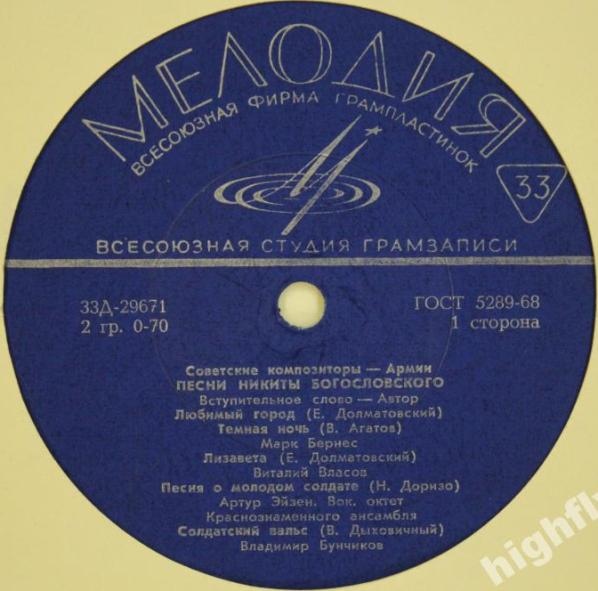 МЕЛОДИЯ
ВСЕСОЮЗНАЯ ФИРМА ГРАМПЛАСТИНОК
33
ВСЕСОЮЗНАЯ СТУДИЯ ГРАМЗАПИСИ
33Д-29671
2 гр. 0-70
ГОСТ 5289-68
1 сторона
Советские композиторы — Армии
ПЕСНИ НИКИТЫ БОГОСЛОВСКОГО
Вступительное слово — Автор
Любимый город (Е. Долматовский)
Темная ночь (В. Агатов)
Марк Бернес
Лизавета (Е. Долматовский)
Виталий Власов
Песня о молодом солдате (Н. Доризо)
Артур Эйзен. Вок. октет
Краснознаменного ансамбля
Солдатский вальс (В. Дыховичный)
Владимир Бунчиков